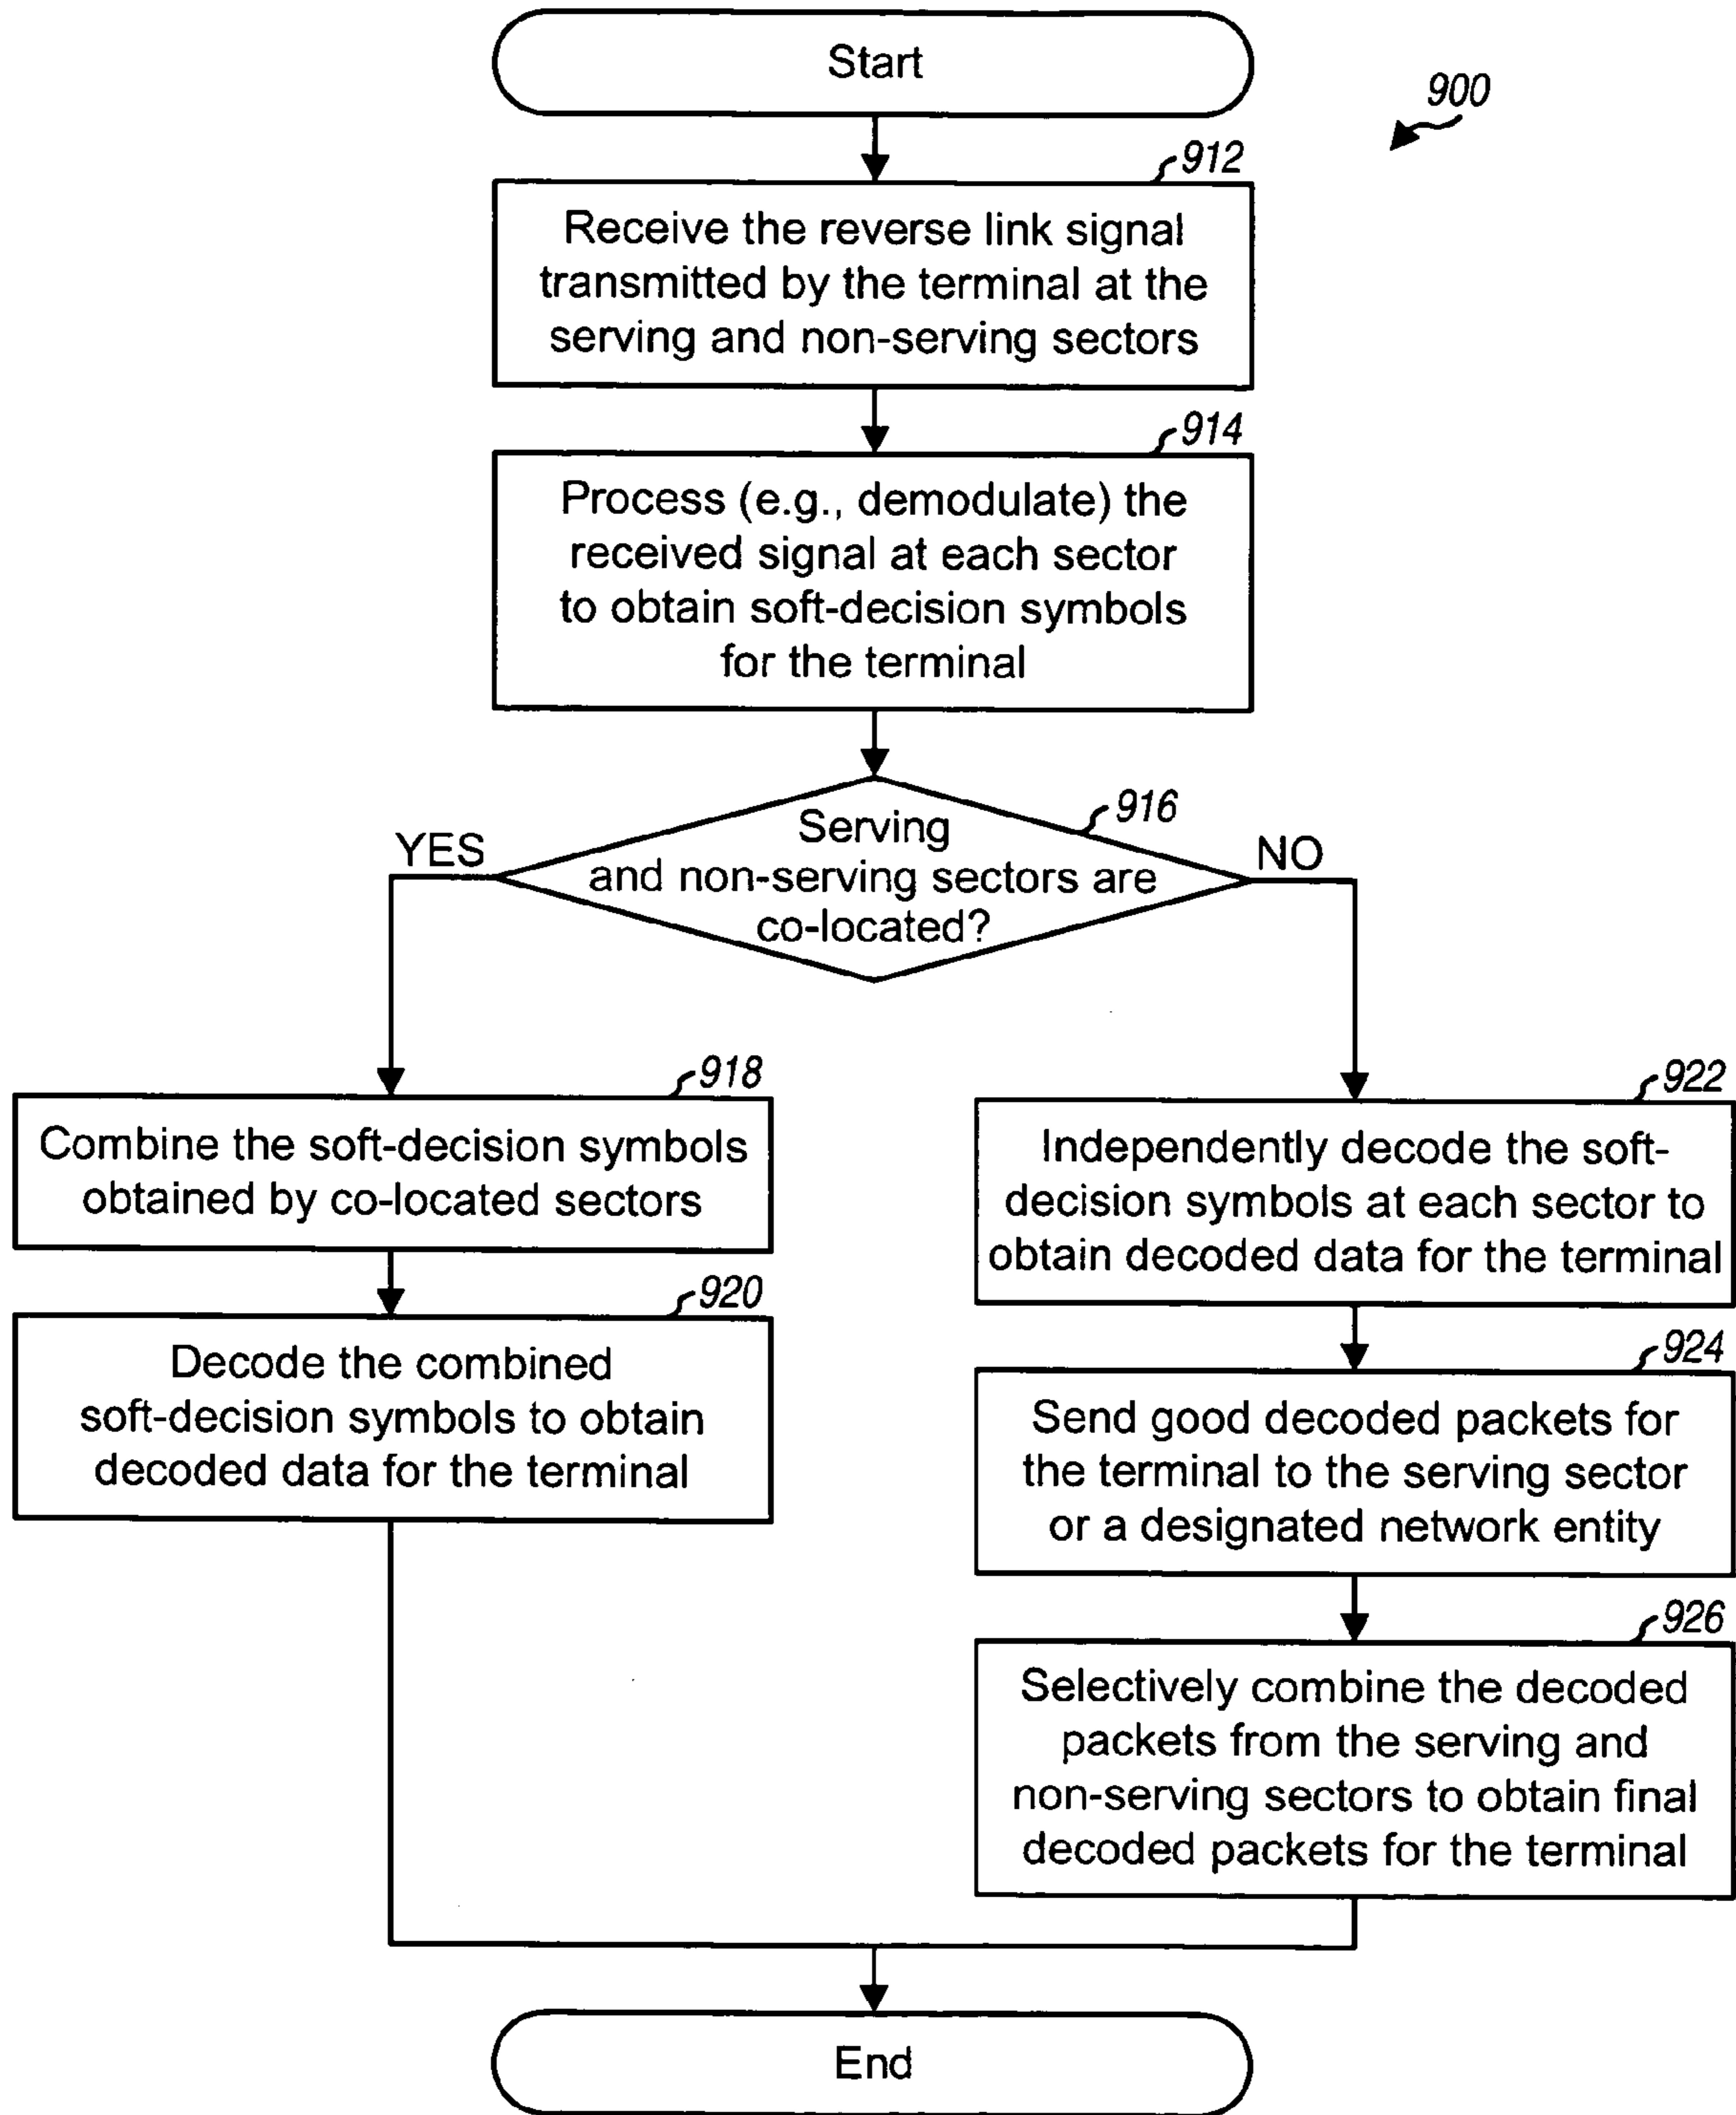 Start
900
912
Receive the reverse link signal
transmitted by the terminal at the
serving and non-serving sectors
914
Process (e.g., demodulate) the
received signal at each sector
to obtain soft-decision symbols
for the terminal
916
Serving
and non-serving sectors are
co-located?
YES
NO
918
Combine the soft-decision symbols
obtained by co-located sectors
920
Decode the combined
soft-decision symbols to obtain
decoded data for the terminal
922
Independently decode the soft-
decision symbols at each sector to
obtain decoded data for the terminal
924
Send good decoded packets for
the terminal to the serving sector
or a designated network entity
926
Selectively combine the decoded
packets from the serving and
non-serving sectors to obtain final
decoded packets for the terminal
End